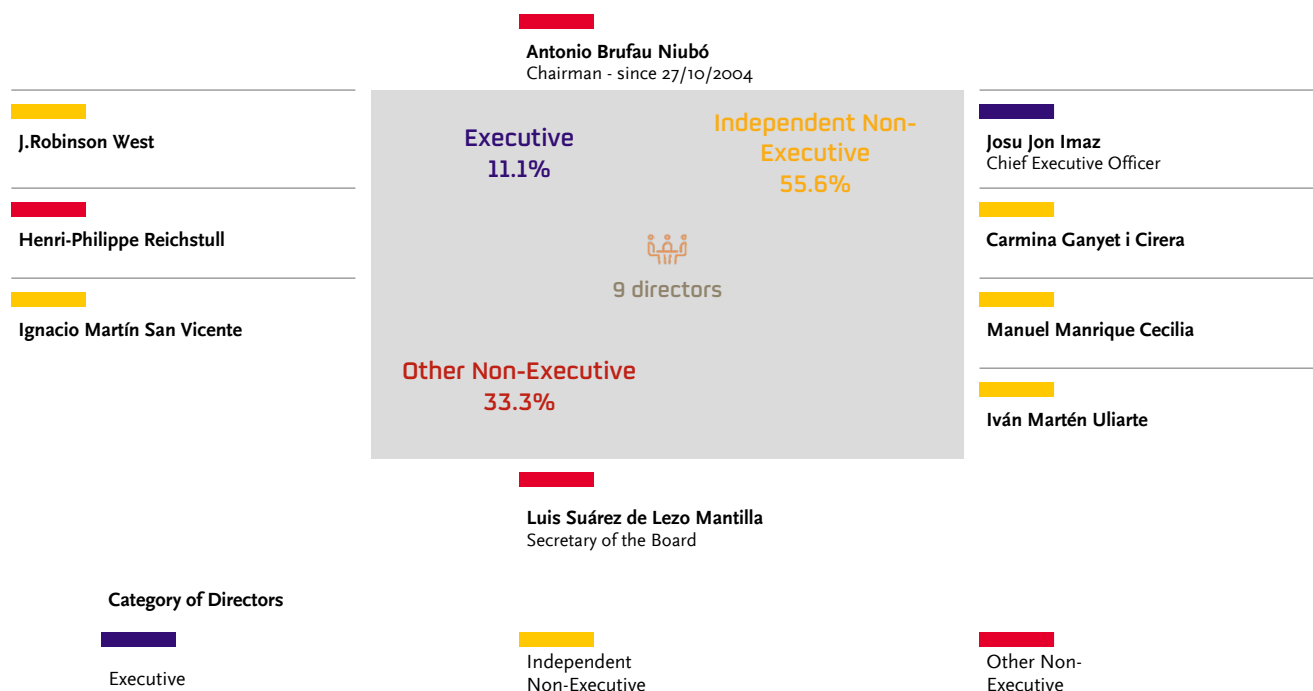 Antonio Brufau Niubó
Chairman - since 27/10/2004
J.Robinson West
Henri-Philippe Reichstull
Ignacio Martín San Vicente
Executive
11.1%
Independent Non-
Executive
55.6%
9 directors
Other Non-Executive
33.3%
Josu Jon Imaz
Chief Executive Officer
Carmina Ganyet i Cirera
Manuel Manrique Cecilia
Iván Martén Uliarte
Luis Suárez de Lezo Mantilla
Secretary of the Board
Category of Directors
Executive
Independent
Non-Executive
Other Non-
Executive